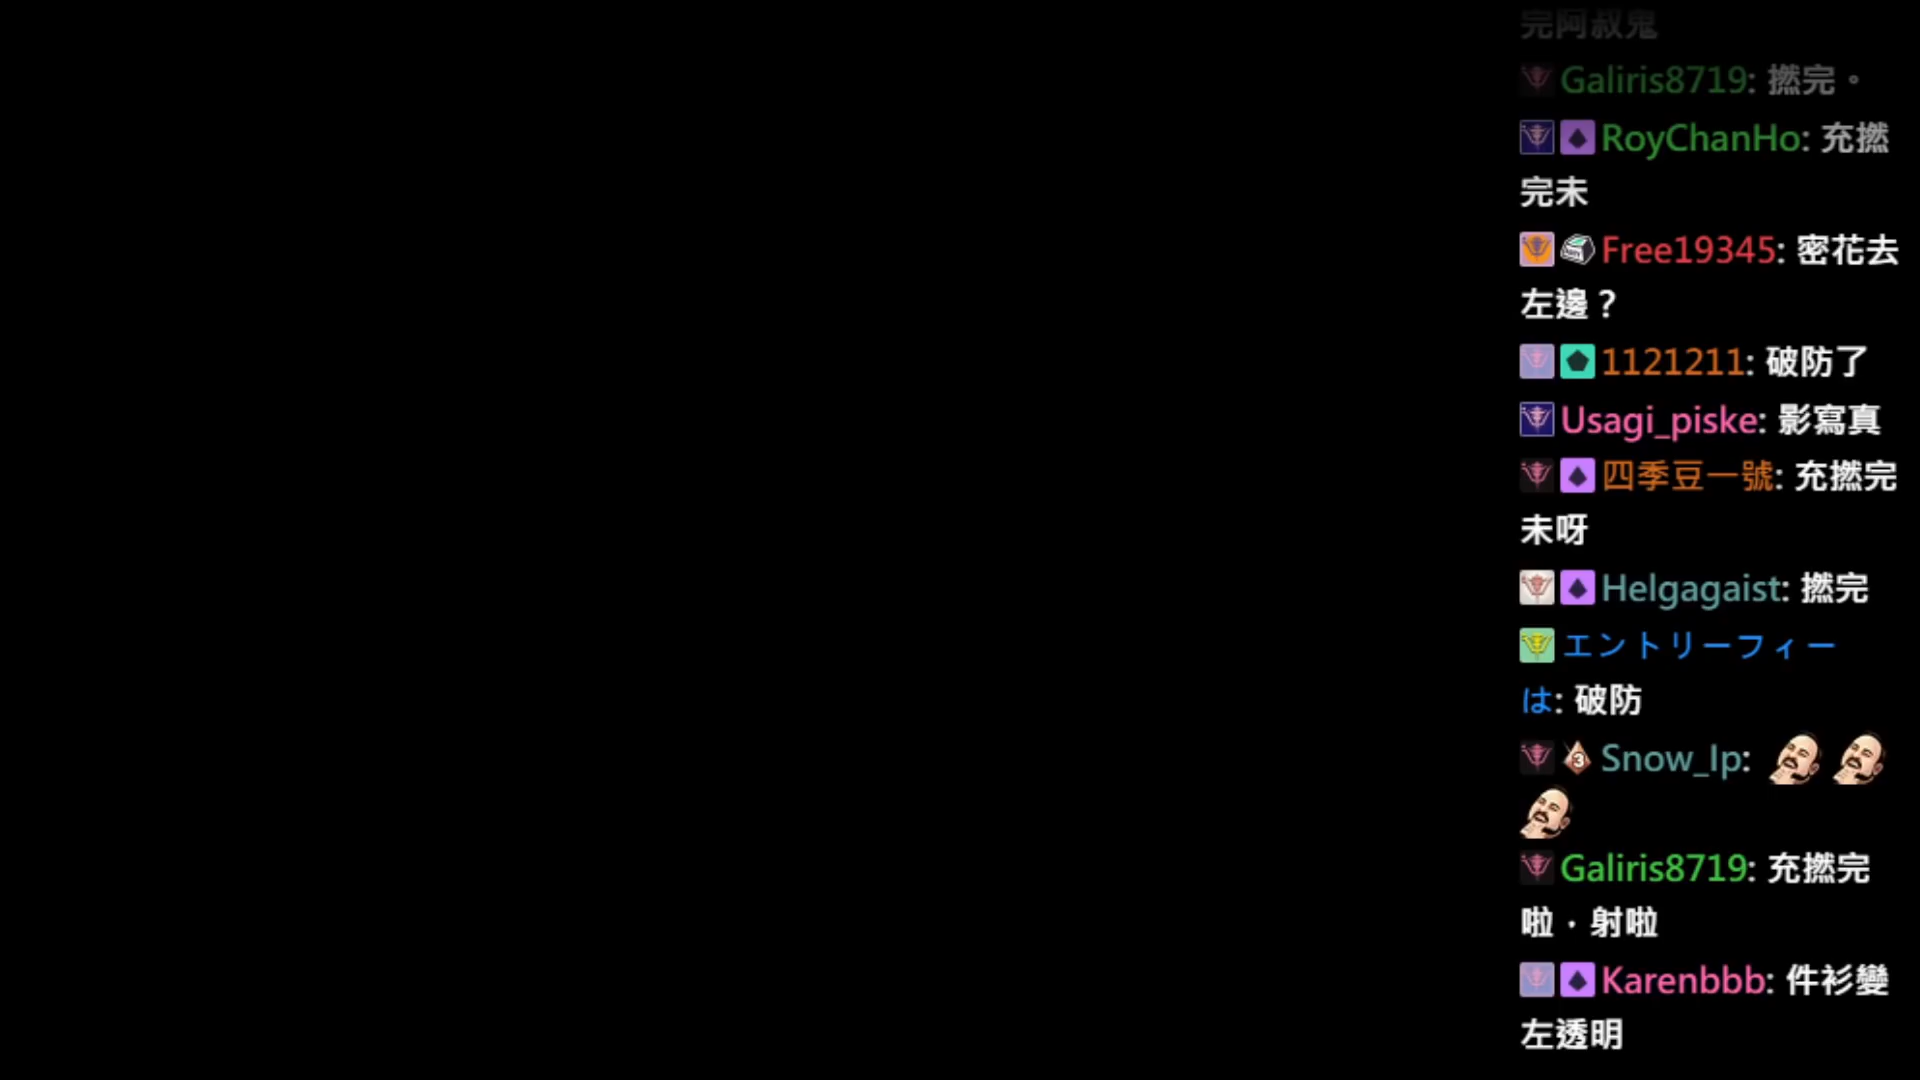 完阿叔鬼
Galiris8719: 撚完。
RoyChanHo: 充撚
完未
Free19345: 密花去
左邊？
1121211: 破防了
Usagi_piske: 影寫真
四季豆一號: 充撚完
未呀
Helgagaist: 撚完
エントリーフィー
は: 破防
Snow_Ip:
Galiris8719: 充撚完
啦．射啦
Karenbbb: 件衫變
左透明